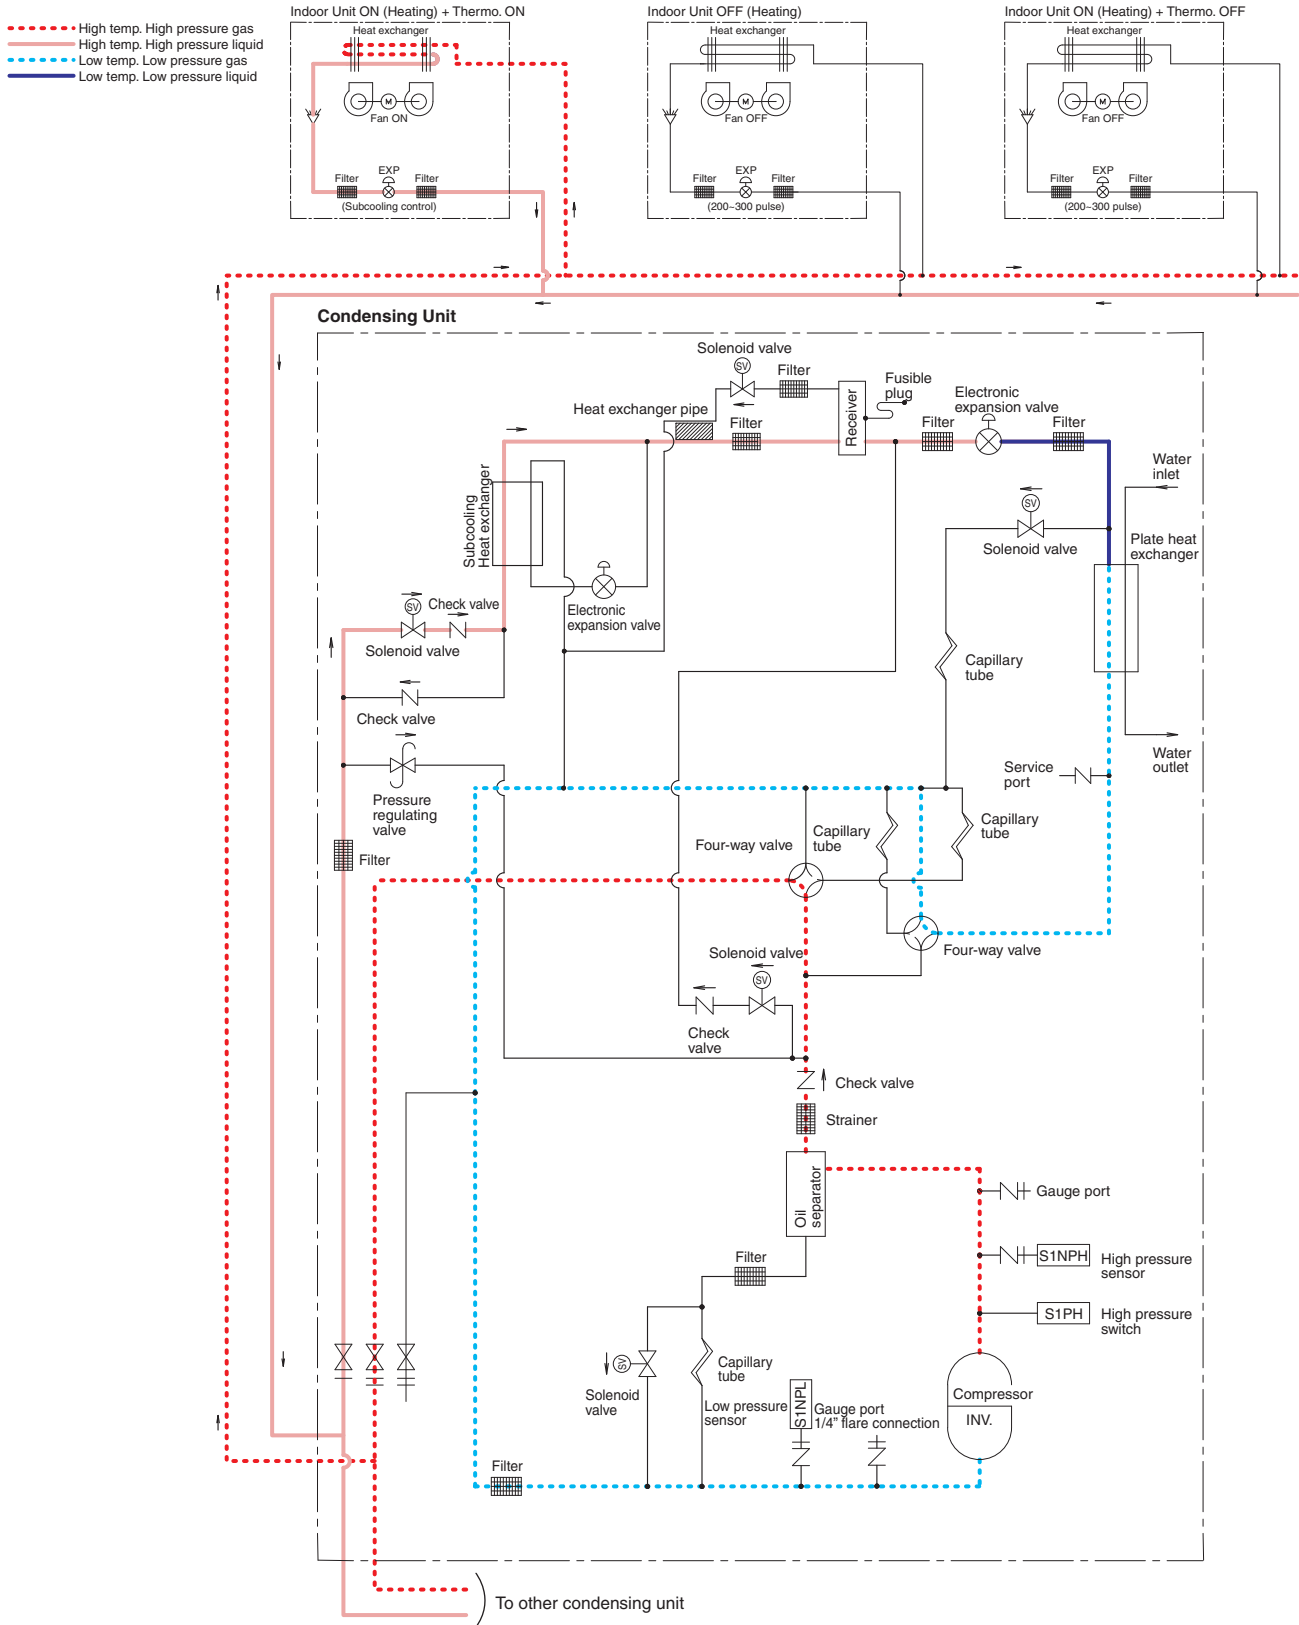 High temp. High pressure gas
High temp. High pressure liquid
Low temp. Low pressure gas
Low temp. Low pressure liquid
Indoor Unit ON (Heating) + Thermo. ON
Heat exchanger
M
Fan ON
Filter
EXP
Filter
(Subcooling control)
Indoor Unit OFF (Heating)
Heat exchanger
M
Fan OFF
Filter
EXP
Filter
(200~300 pulse)
Indoor Unit ON (Heating) + Thermo. OFF
Heat exchanger
M
Fan OFF
Filter
EXP
Filter
(200~300 pulse)
Condensing Unit
Solenoid valve
SV
Filter
Heat exchanger pipe
Filter
Receiver
Fusible
plug
Filter
Electronic
expansion valve
Filter
Water
inlet
SV
Solenoid valve
Plate heat
exchanger
Subcooling
Heat exchanger
Electronic
expansion valve
SV
Check valve
Solenoid valve
Check valve
Capillary
tube
Water
outlet
Service
port
Pressure
regulating
valve
Filter
Four-way valve
Capillary
tube
Capillary
tube
Four-way valve
Solenoid valve
SV
Check
valve
Check valve
Strainer
Oil
separator
Gauge port
S1NPH
High pressure
sensor
S1PH
High pressure
switch
Filter
SV
Solenoid
valve
Capillary
tube
Low pressure
sensor
S1NPL
Gauge port
1/4” flare connection
Compressor
INV.
Filter
To other condensing unit